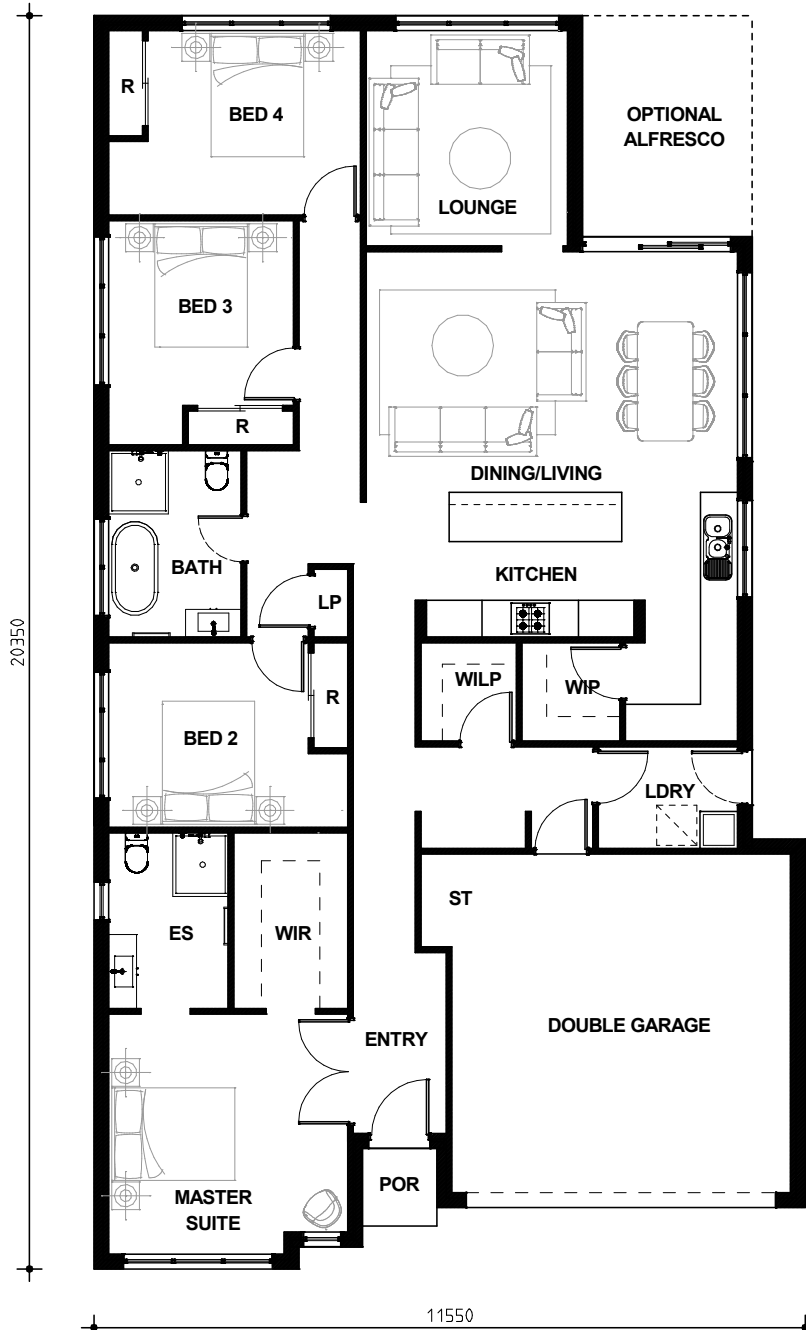 R
BED 4
OPTIONAL
ALFRESCO
LOUNGE
BED 3
R
DINING/LIVING
KITCHEN
BATH
LP
WILP
WIP
R
BED 2
LDRY
ST
ES
WIR
DOUBLE GARAGE
ENTRY
POR
MASTER
SUITE
20350
11550